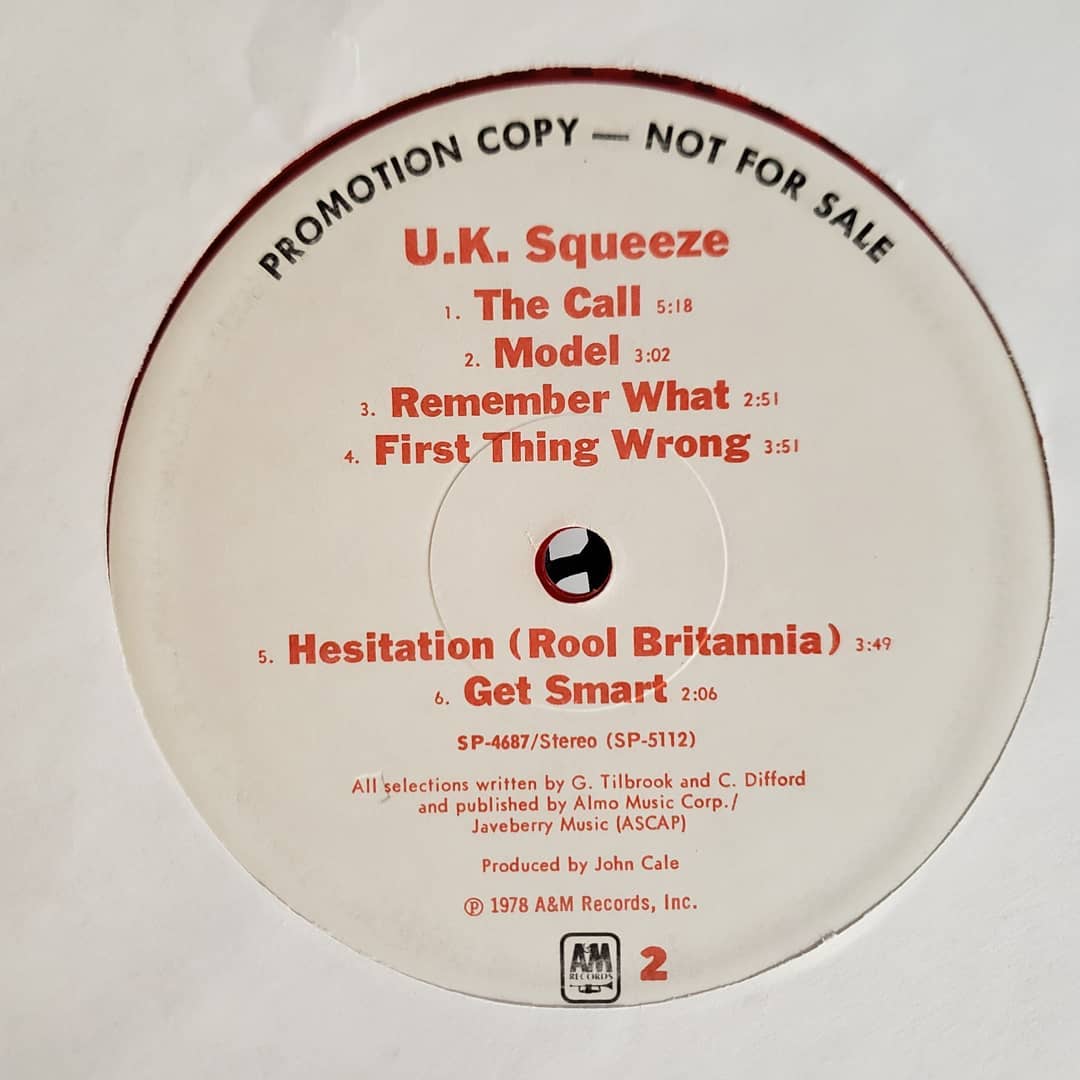 PROMOTION COPY — NOT FOR SALE
U.K. Squeeze
1. The Call 5:18
2. Model 3:02
3. Remember What 2:51
4. First Thing Wrong 3:51
5. Hesitation (Rool Britannia) 3:49
6. Get Smart 2:06
SP-4687/Stereo (SP-5112)
All selections written by G. Tilbrook and C. Difford
and published by Almo Music Corp./
Javeberry Music (ASCAP)
Produced by John Cale
℗ 1978 A&M Records, Inc.
A&M RECORDS 2